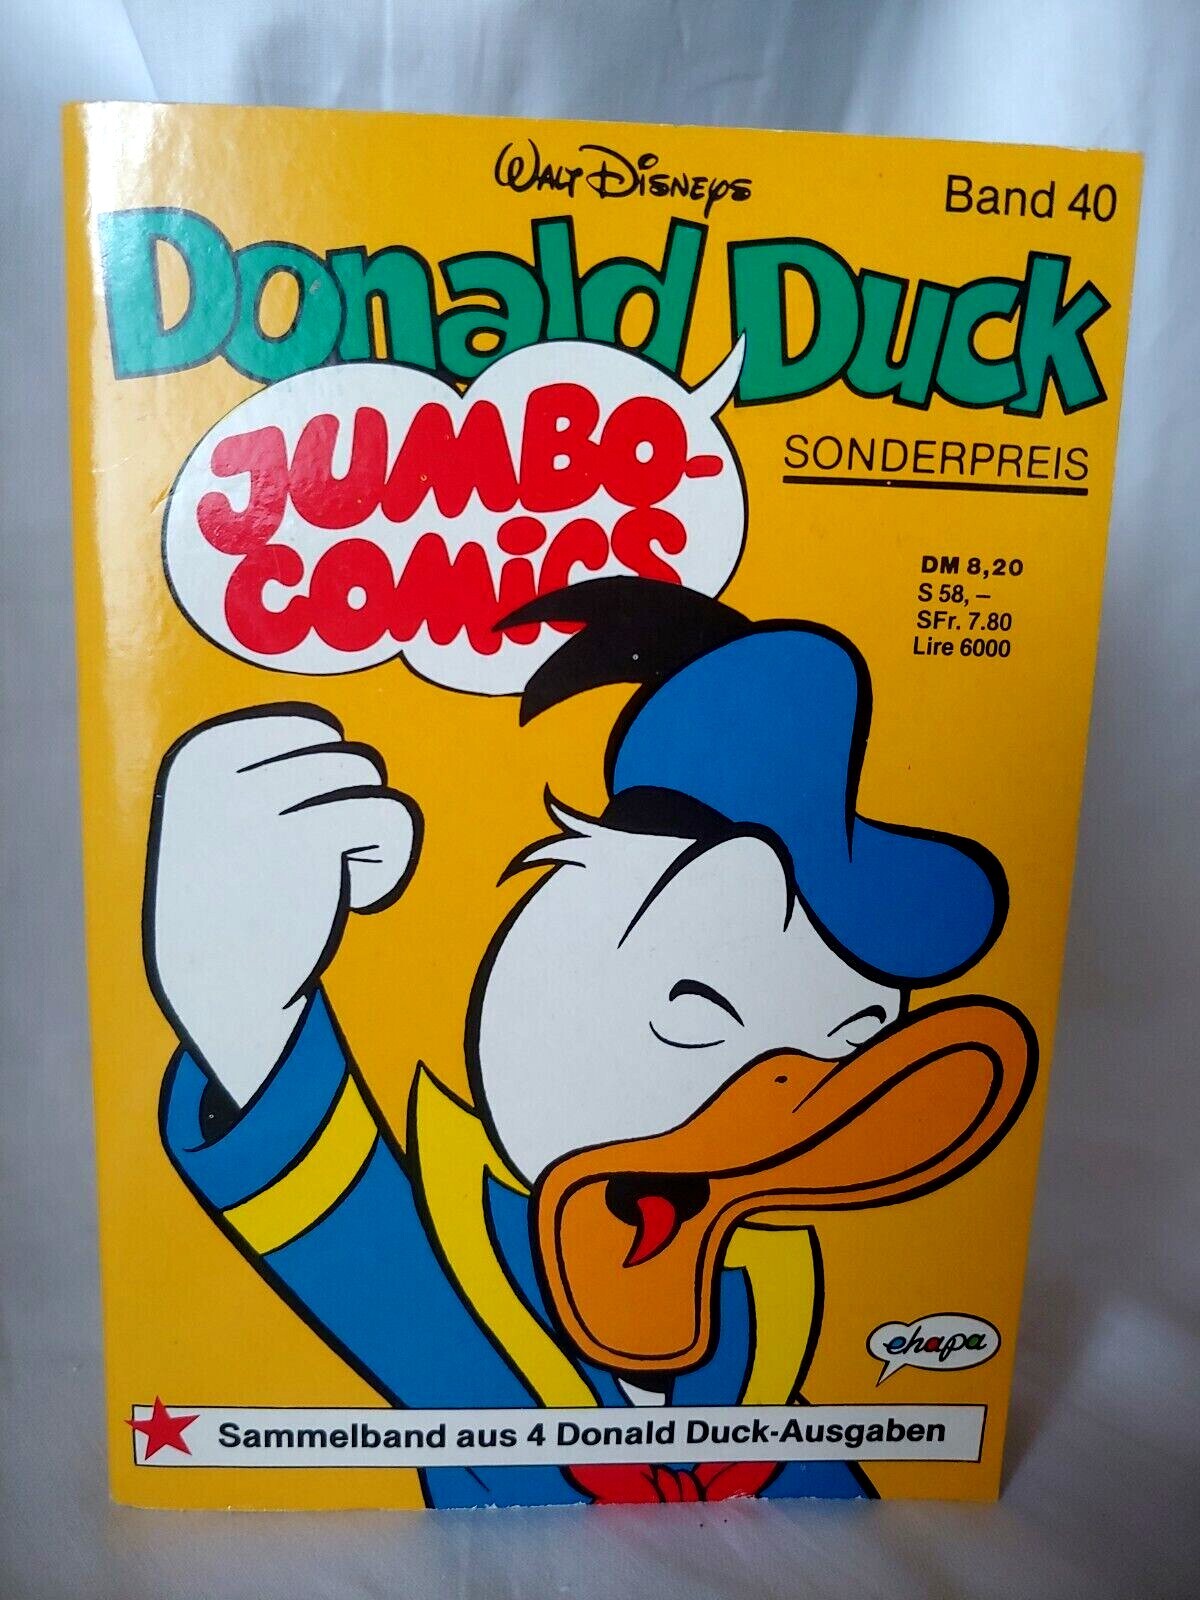 Walt Disneys
Band 40
Donald Duck
JUMBO-
COMiCS
SONDERPREIS
DM 8,20
S 58,–
SFr. 7.80
Lire 6000
ehapa
Sammelband aus 4 Donald Duck-Ausgaben